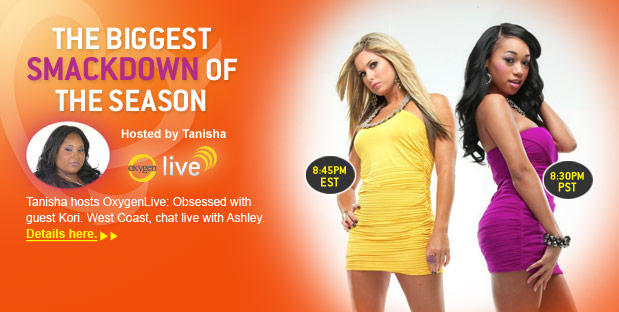 THE BIGGEST
SMACKDOWN OF
THE SEASON
Hosted by Tanisha
Oxygen live
Tanisha hosts OxygenLive: Obsessed with
guest Kori. West Coast, chat live with Ashley.
Details here.
8:45PM
EST
8:30PM
PST